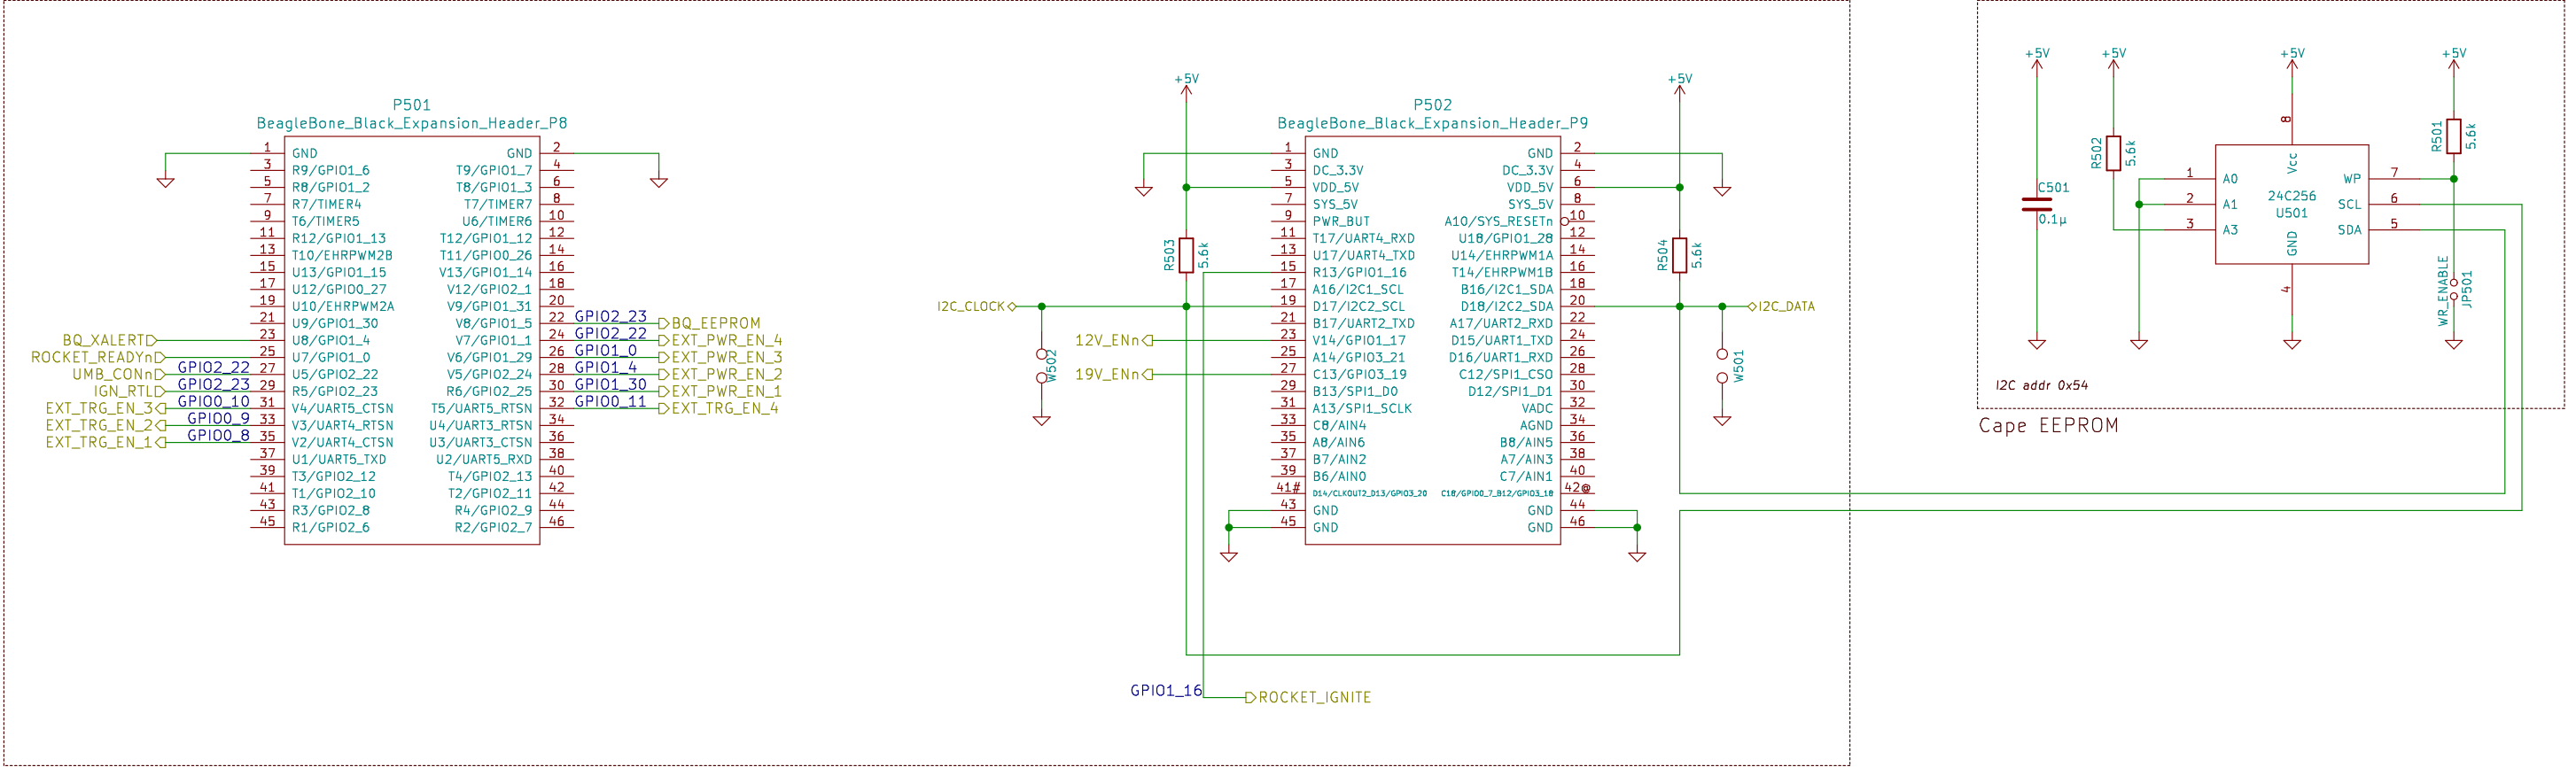 P501
BeagleBone_Black_Expansion_Header_P8
1 GND GND 2
3 R9/GPIO1_6 T9/GPIO1_7 4
5 R8/GPIO1_2 T8/GPIO1_3 6
7 R7/TIMER4 T7/TIMER7 8
9 T6/TIMER5 U6/TIMER6 10
11 R12/GPIO1_13 T12/GPIO1_12 12
13 T10/EHRPWM2B T11/GPIO0_26 14
15 U13/GPIO1_15 V13/GPIO1_14 16
17 U12/GPIO0_27 V12/GPIO2_1 18
19 U10/EHRPWM2A V9/GPIO1_31 20
21 U9/GPIO1_30 V8/GPIO1_5 22 GPIO2_23 BQ_EEPROM
BQ_XALERT 23 U8/GPIO1_4 V7/GPIO1_1 24 GPIO2_22 EXT_PWR_EN_4
ROCKET_READYn 25 U7/GPIO1_0 V6/GPIO1_29 26 GPIO1_0 EXT_PWR_EN_3
UMB_CONn GPIO2_22 27 U5/GPIO2_22 V5/GPIO2_24 28 GPIO1_4 EXT_PWR_EN_2
IGN_RTL GPIO2_23 29 R5/GPIO2_23 R6/GPIO2_25 30 GPIO1_30 EXT_PWR_EN_1
EXT_TRG_EN_3 GPIO0_10 31 V4/UART5_CTSN T5/UART5_RTSN 32 GPIO0_11 EXT_TRG_EN_4
EXT_TRG_EN_2 GPIO0_9 33 V3/UART4_RTSN U4/UART3_RTSN 34
EXT_TRG_EN_1 GPIO0_8 35 V2/UART4_CTSN U3/UART3_CTSN 36
37 U1/UART5_TXD U2/UART5_RXD 38
39 T3/GPIO2_12 T4/GPIO2_13 40
41 T1/GPIO2_10 T2/GPIO2_11 42
43 R3/GPIO2_8 R4/GPIO2_9 44
45 R1/GPIO2_6 R2/GPIO2_7 46
+5V +5V
P502
BeagleBone_Black_Expansion_Header_P9
1 GND GND 2
3 DC_3.3V DC_3.3V 4
5 VDD_5V VDD_5V 6
7 SYS_5V SYS_5V 8
9 PWR_BUT A10/SYS_RESETn 10
11 T17/UART4_RXD U18/GPIO1_28 12
R503 5.6k 13 U17/UART4_TXD U14/EHRPWM1A 14 R504 5.6k
15 R13/GPIO1_16 T14/EHRPWM1B 16
17 A16/I2C1_SCL B16/I2C1_SDA 18
I2C_CLOCK 19 D17/I2C2_SCL D18/I2C2_SDA 20 I2C_DATA
21 B17/UART2_TXD A17/UART2_RXD 22
12V_ENn 23 V14/GPIO1_17 D15/UART1_TXD 24
W502 25 A14/GPIO3_21 D16/UART1_RXD 26 W501
19V_ENn 27 C13/GPIO3_19 C12/SPI1_CSO 28
29 B13/SPI1_D0 D12/SPI1_D1 30
31 A13/SPI1_SCLK VADC 32
33 C8/AIN4 AGND 34
35 A8/AIN6 B8/AIN5 36
37 B7/AIN2 A7/AIN3 38
39 B6/AIN0 C7/AIN1 40
41# D14/CLKOUT2_D13/GPIO3_20 C18/GPIO0_7_B12/GPIO3_18 42@
43 GND GND 44
45 GND GND 46
GPIO1_16 ROCKET_IGNITE
+5V +5V +5V +5V
8
Vcc
R502 5.6k
R501 5.6k
1 A0 WP 7
C501
0.1µ
24C256
U501
2 A1 SCL 6
3 A3 SDA 5
GND
4
WR_ENABLE
JP501
I2C addr 0x54
Cape EEPROM